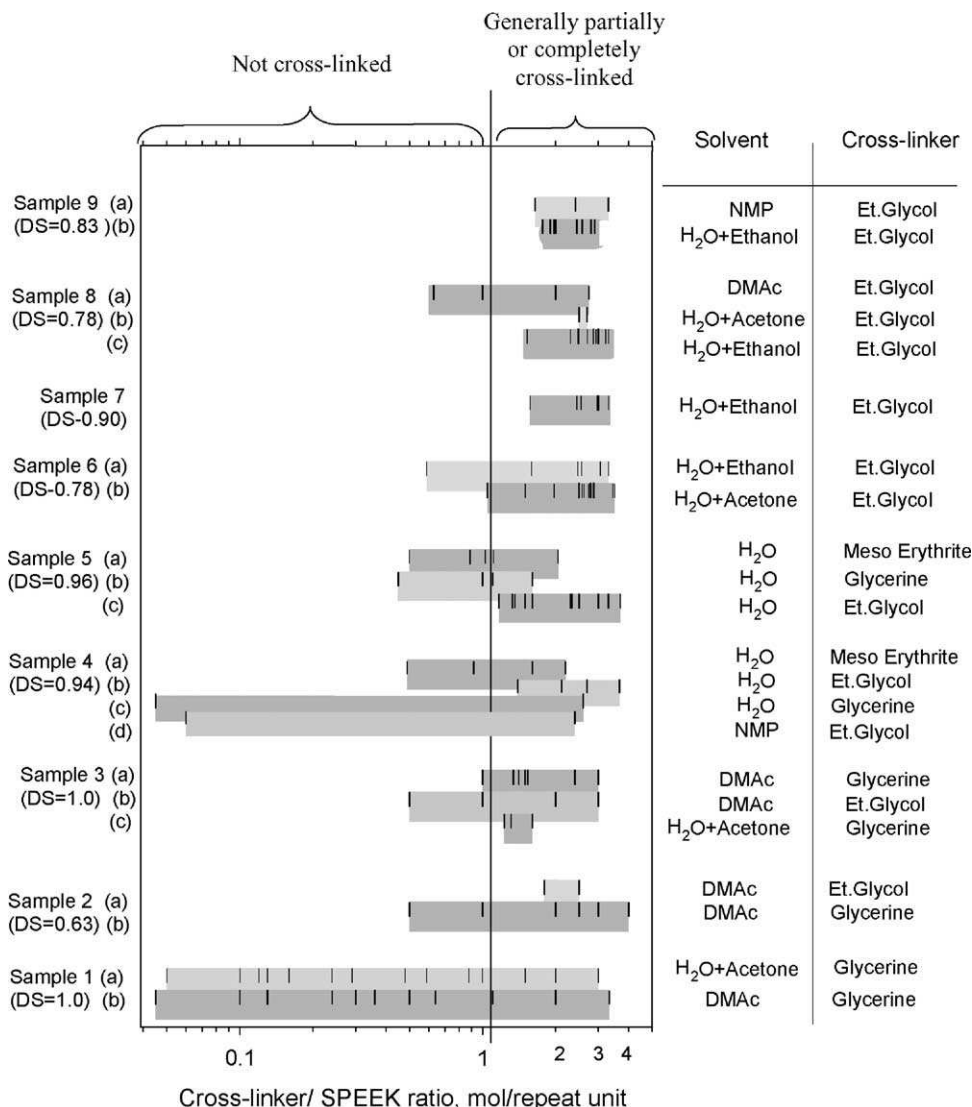 Generally partially
or completely
cross-linked
Not cross-linked
Solvent Cross-linker
Sample 9 (a) NMP Et.Glycol
(DS=0.83 )(b) H2O+Ethanol Et.Glycol
Sample 8 (a) DMAc Et.Glycol
(DS=0.78) (b) H2O+Acetone Et.Glycol
(c) H2O+Ethanol Et.Glycol
Sample 7
(DS-0.90) H2O+Ethanol Et.Glycol
Sample 6 (a) H2O+Ethanol Et.Glycol
(DS-0.78) (b) H2O+Acetone Et.Glycol
Sample 5 (a) H2O Meso Erythrite
(DS=0.96) (b) H2O Glycerine
(c) H2O Et.Glycol
Sample 4 (a) H2O Meso Erythrite
(DS=0.94) (b) H2O Et.Glycol
(c) H2O Glycerine
(d) NMP Et.Glycol
Sample 3 (a) DMAc Glycerine
(DS=1.0) (b) DMAc Et.Glycol
(c) H2O+Acetone Glycerine
Sample 2 (a) DMAc Et.Glycol
(DS=0.63) (b) DMAc Glycerine
Sample 1 (a) H2O+Acetone Glycerine
(DS=1.0) (b) DMAc Glycerine
0.1 1 2 3 4
Cross-linker/ SPEEK ratio, mol/repeat unit